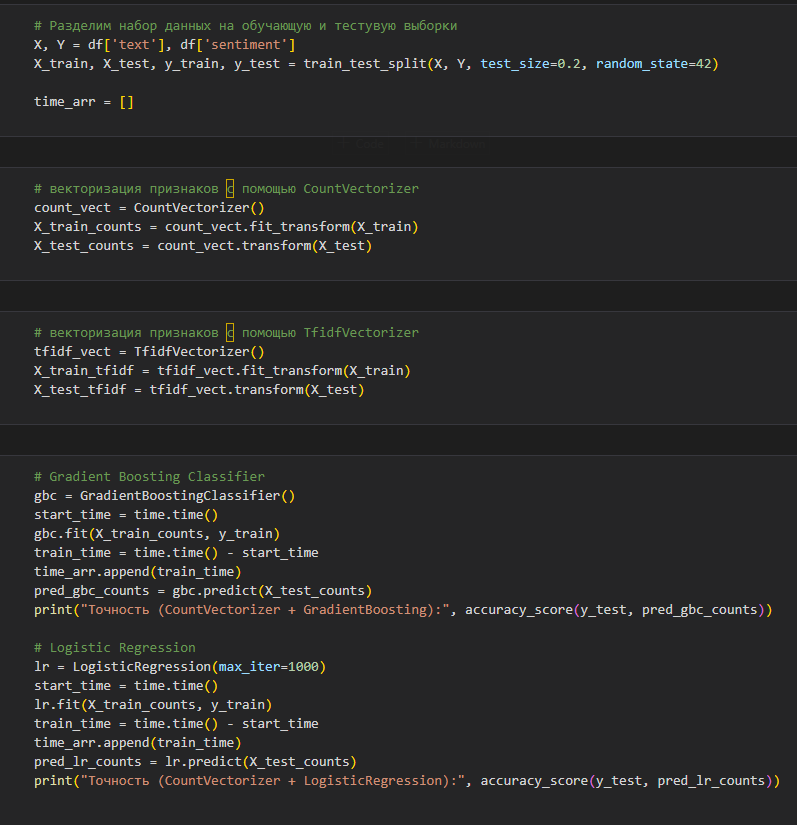 # Разделим набор данных на обучающую и тестувую выборки
X, Y = df['text'], df['sentiment']
X_train, X_test, y_train, y_test = train_test_split(X, Y, test_size=0.2, random_state=42)
time_arr = []
# векторизация признаков с помощью CountVectorizer
count_vect = CountVectorizer()
X_train_counts = count_vect.fit_transform(X_train)
X_test_counts = count_vect.transform(X_test)
# векторизация признаков с помощью TfidfVectorizer
tfidf_vect = TfidfVectorizer()
X_train_tfidf = tfidf_vect.fit_transform(X_train)
X_test_tfidf = tfidf_vect.transform(X_test)
# Gradient Boosting Classifier
gbc = GradientBoostingClassifier()
start_time = time.time()
gbc.fit(X_train_counts, y_train)
train_time = time.time() - start_time
time_arr.append(train_time)
pred_gbc_counts = gbc.predict(X_test_counts)
print("Точность (CountVectorizer + GradientBoosting):", accuracy_score(y_test, pred_gbc_counts))
# Logistic Regression
lr = LogisticRegression(max_iter=1000)
start_time = time.time()
lr.fit(X_train_counts, y_train)
train_time = time.time() - start_time
time_arr.append(train_time)
pred_lr_counts = lr.predict(X_test_counts)
print("Точность (CountVectorizer + LogisticRegression):", accuracy_score(y_test, pred_lr_counts))